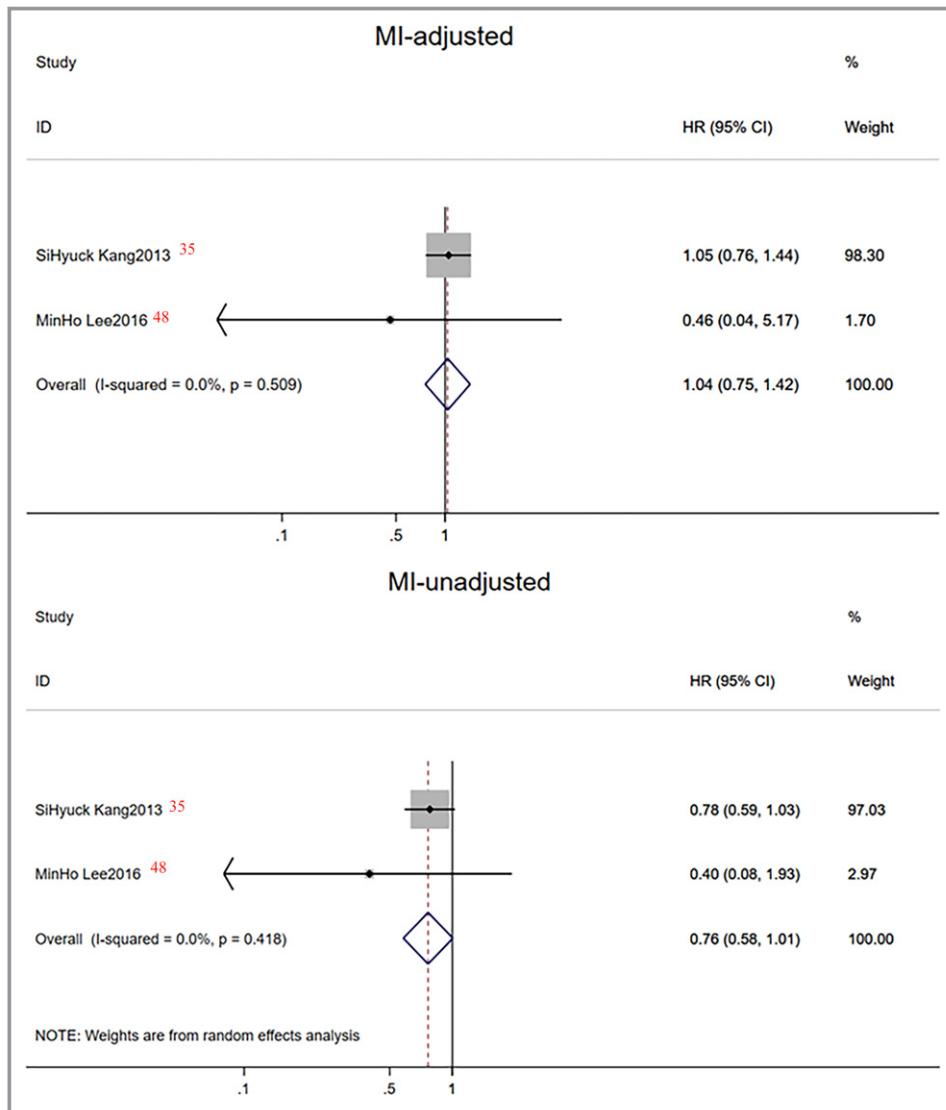 MI-adjusted
Study %
ID HR (95% CI) Weight
SiHyuck Kang2013 35 1.05 (0.76, 1.44) 98.30
MinHo Lee2016 48 0.46 (0.04, 5.17) 1.70
Overall (I-squared = 0.0%, p = 0.509) 1.04 (0.75, 1.42) 100.00
.1 .5 1
MI-unadjusted
Study %
ID HR (95% CI) Weight
SiHyuck Kang2013 35 0.78 (0.59, 1.03) 97.03
MinHo Lee2016 48 0.40 (0.08, 1.93) 2.97
Overall (I-squared = 0.0%, p = 0.418) 0.76 (0.58, 1.01) 100.00
NOTE: Weights are from random effects analysis
.1 .5 1